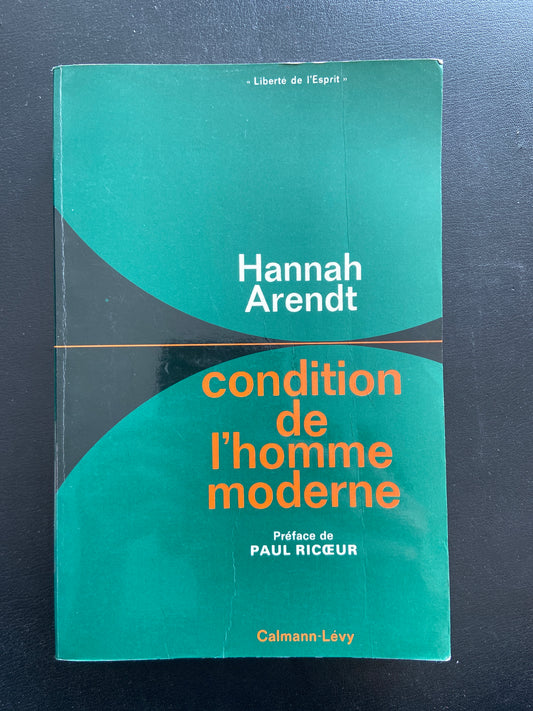 « Liberté de l'Esprit »
Hannah
Arendt
condition
de
l'homme
moderne
Préface de
PAUL RICŒUR
Calmann-Lévy